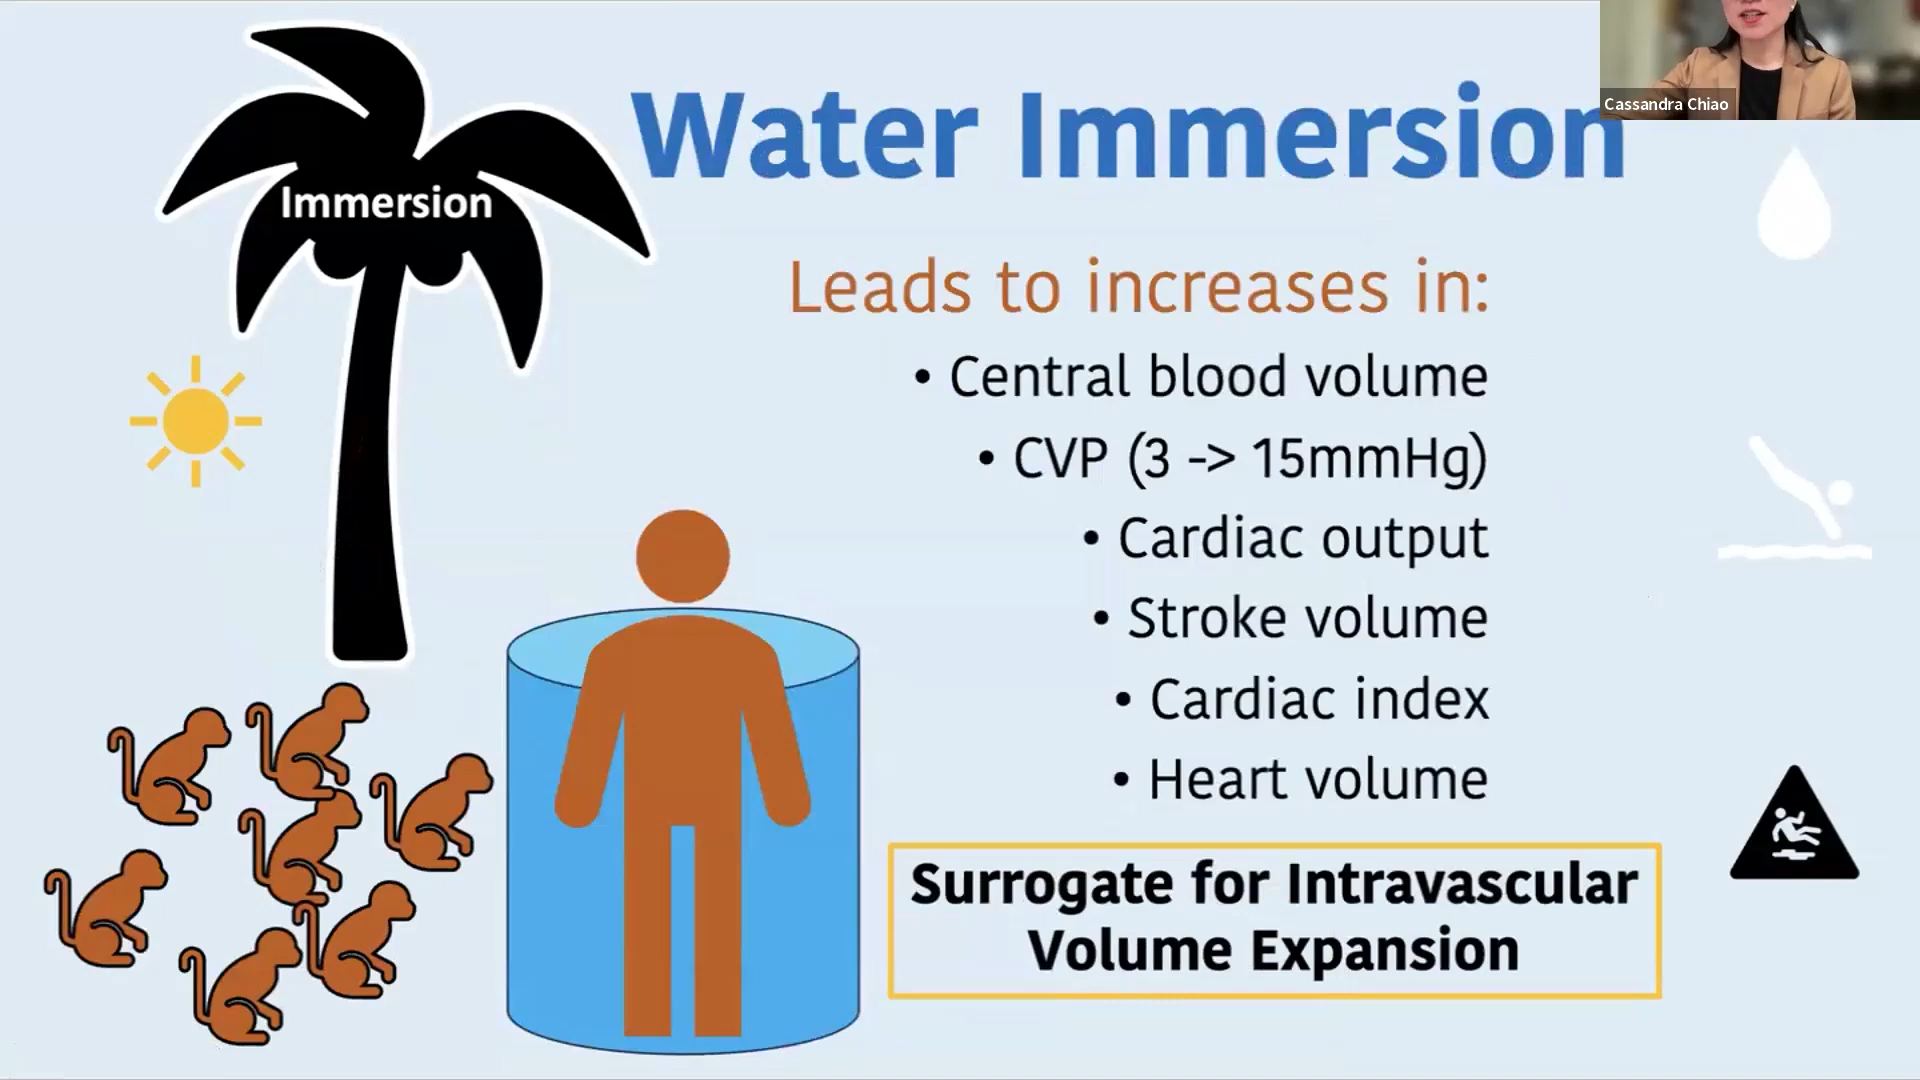 Cassandra Chiao
Immersion
Water Immersion
Leads to increases in:
• Central blood volume
• CVP (3 -> 15mmHg)
• Cardiac output
• Stroke volume
• Cardiac index
• Heart volume
Surrogate for Intravascular
Volume Expansion